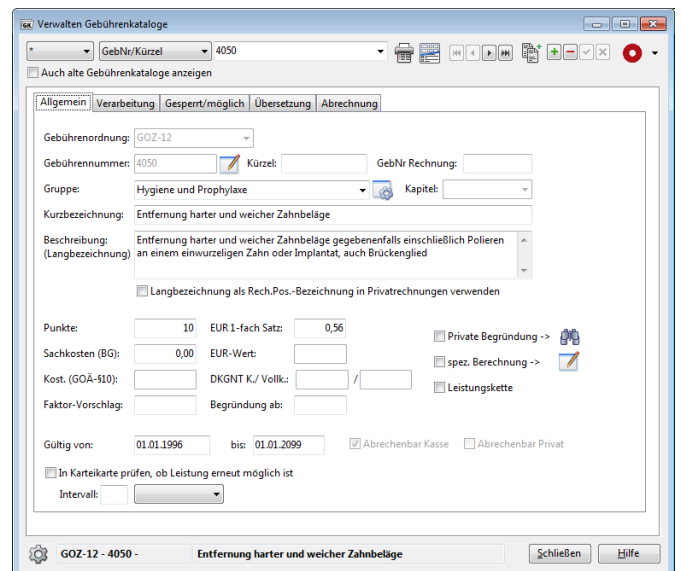 GK Verwalten Gebührenkataloge
* GebNr/Kürzel 4050
Auch alte Gebührenkataloge anzeigen
Allgemein Verarbeitung Gesperrt/möglich Übersetzung Abrechnung
Gebührenordnung: GOZ-12
Gebührennummer: 4050 Kürzel: GebNr Rechnung:
Gruppe: Hygiene und Prophylaxe Kapitel:
Kurzbezeichnung: Entfernung harter und weicher Zahnbeläge
Beschreibung: Entfernung harter und weicher Zahnbeläge gegebenenfalls einschließlich Polieren
(Langbezeichnung) an einem einwurzeligen Zahn oder Implantat, auch Brückenglied
Langbezeichnung als Rech.Pos.-Bezeichnung in Privatrechnungen verwenden
Punkte: 10 EUR 1-fach Satz: 0,56 Private Begründung ->
Sachkosten (BG): 0,00 EUR-Wert: spez. Berechnung ->
Kost. (GOÄ-§10): DKGNT K./ Vollk.: / Leistungskette
Faktor-Vorschlag: Begründung ab:
Gültig von: 01.01.1996 bis: 01.01.2099 Abrechenbar Kasse Abrechenbar Privat
In Karteikarte prüfen, ob Leistung erneut möglich ist
Intervall:
GOZ-12 - 4050 - Entfernung harter und weicher Zahnbeläge Schließen Hilfe